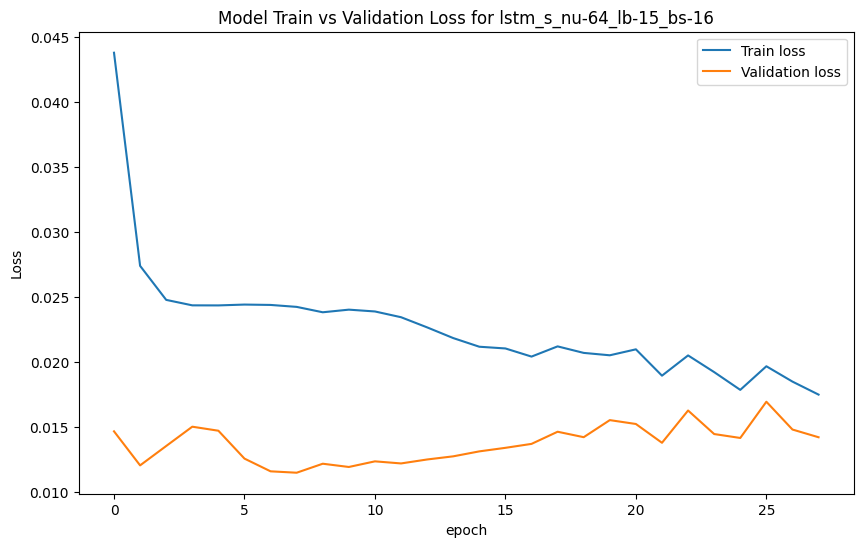 Model Train vs Validation Loss for lstm_s_nu-64_lb-15_bs-16
Train loss
Validation loss
0.045
0.040
0.035
0.030
0.025
0.020
0.015
0.010
Loss
0 5 10 15 20 25
epoch